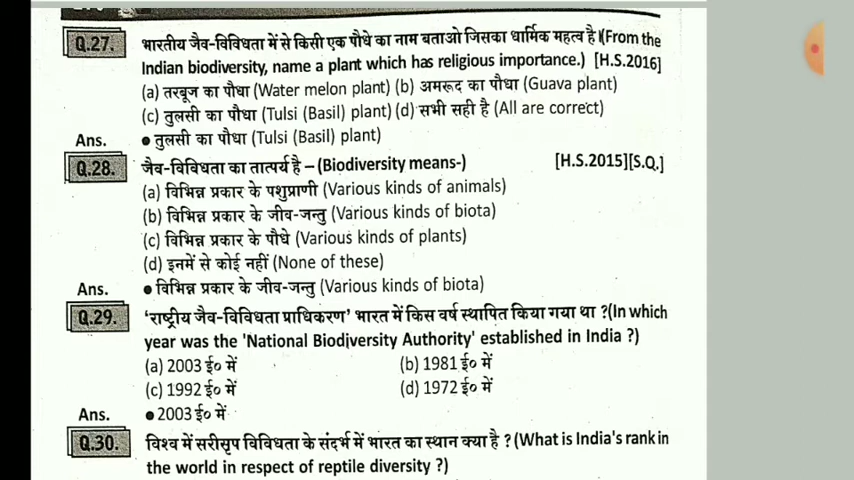 Q.27. भारतीय जैव-विविधता में से किसी एक पौधे का नाम बताओ जिसका धार्मिक महत्व है।(From the
Indian biodiversity, name a plant which has religious importance.) [H.S.2016]
(a) तरबूज का पौधा (Water melon plant) (b) अमरूद का पौधा (Guava plant)
(c) तुलसी का पौधा (Tulsi (Basil) plant) (d) सभी सही है (All are correct)
Ans. ● तुलसी का पौधा (Tulsi (Basil) plant)
Q.28. जैव-विविधता का तात्पर्य है – (Biodiversity means-) [H.S.2015][S.Q.]
(a) विभिन्न प्रकार के पशुप्राणी (Various kinds of animals)
(b) विभिन्न प्रकार के जीव-जन्तु (Various kinds of biota)
(c) विभिन्न प्रकार के पौधे (Various kinds of plants)
(d) इनमें से कोई नहीं (None of these)
Ans. ● विभिन्न प्रकार के जीव-जन्तु (Various kinds of biota)
Q.29. 'राष्ट्रीय जैव-विविधता प्राधिकरण' भारत में किस वर्ष स्थापित किया गया था ?(In which
year was the 'National Biodiversity Authority' established in India ?)
(a) 2003 ई० में (b) 1981 ई० में
(c) 1992 ई० में (d) 1972 ई० में
Ans. ● 2003 ई० में
Q.30. विश्व में सरीसृप विविधता के संदर्भ में भारत का स्थान क्या है ? (What is India's rank in
the world in respect of reptile diversity ?)